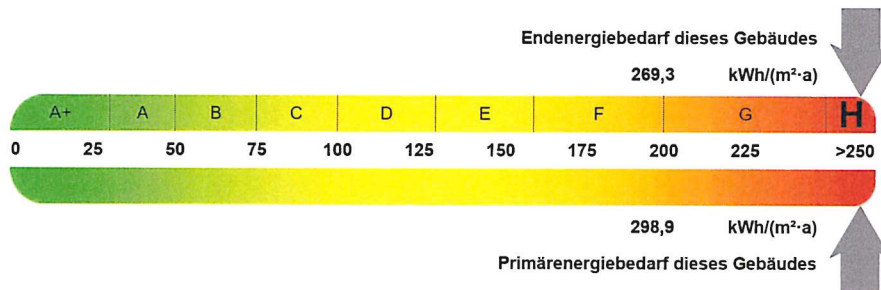 Endenergiebedarf dieses Gebäudes
269,3 kWh/(m²·a)
A+ A B C D E F G H
0 25 50 75 100 125 150 175 200 225 >250
298,9 kWh/(m²·a)
Primärenergiebedarf dieses Gebäudes